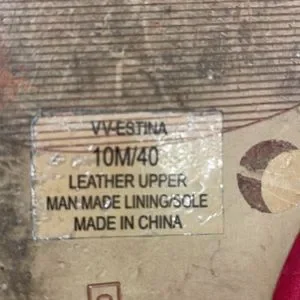 VV-ESTINA
10M/40
LEATHER UPPER
MAN MADE LINING/SOLE
MADE IN CHINA